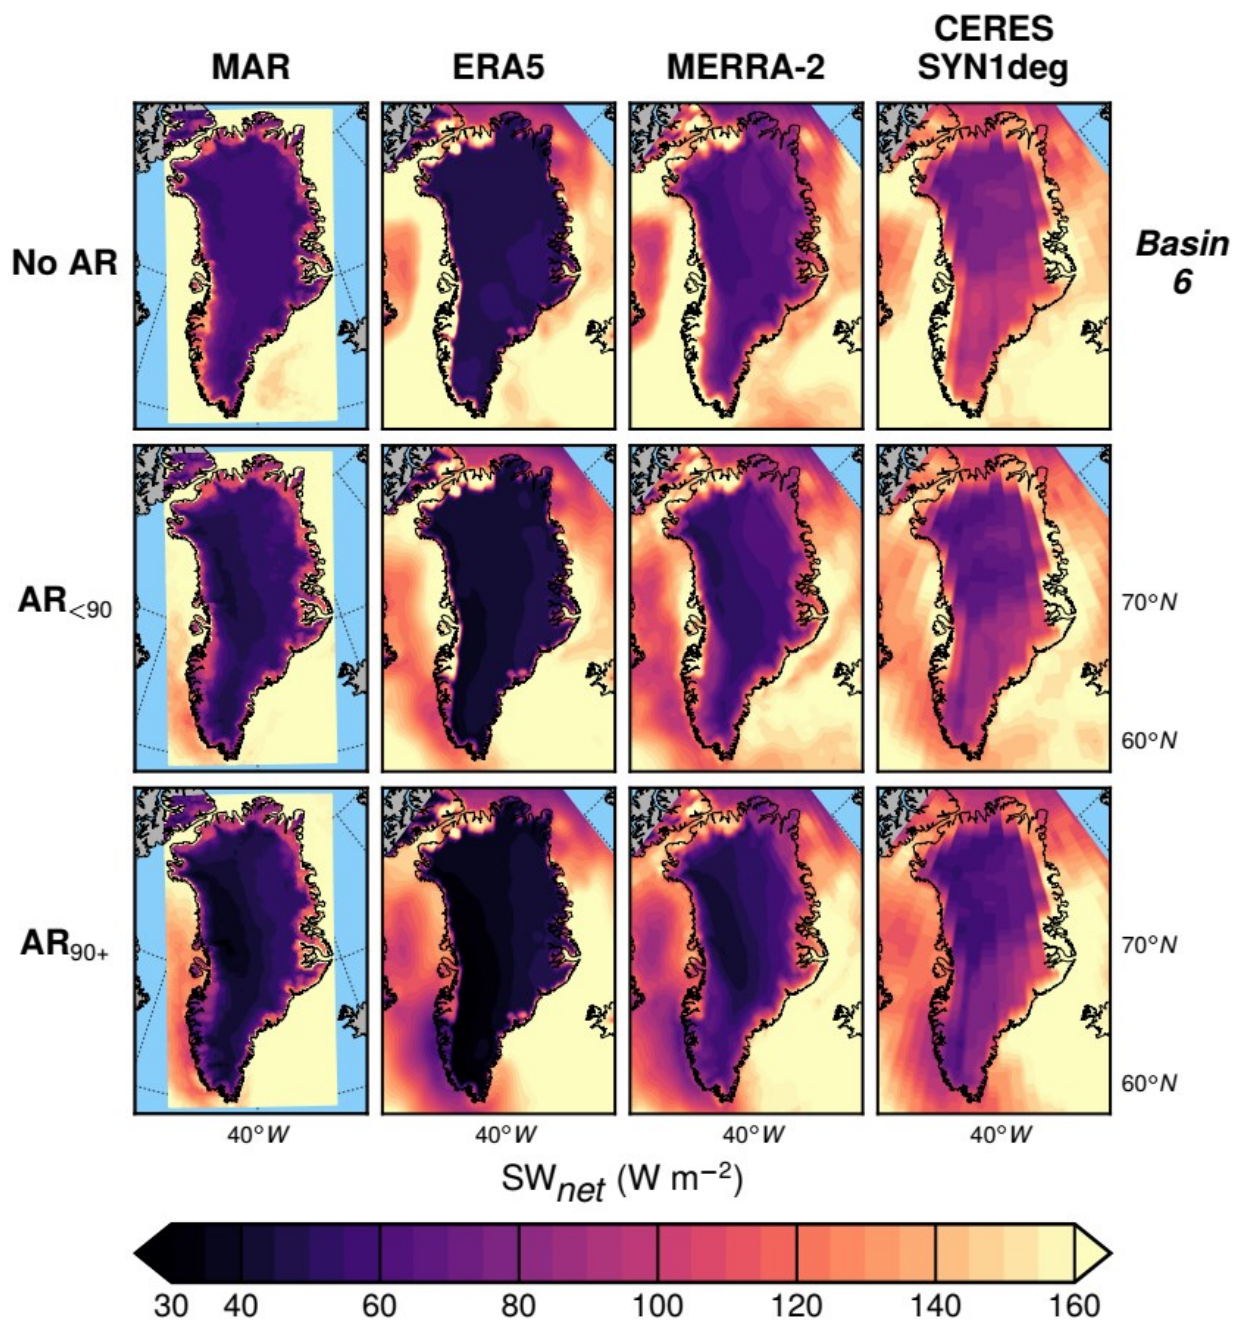 MAR
ERA5
MERRA-2
CERES
SYN1deg
No AR
Basin
6
AR<90
70°N
60°N
AR90+
70°N
60°N
40°W
40°W
40°W
40°W
SWnet (W m−2)
30
40
60
80
100
120
140
160